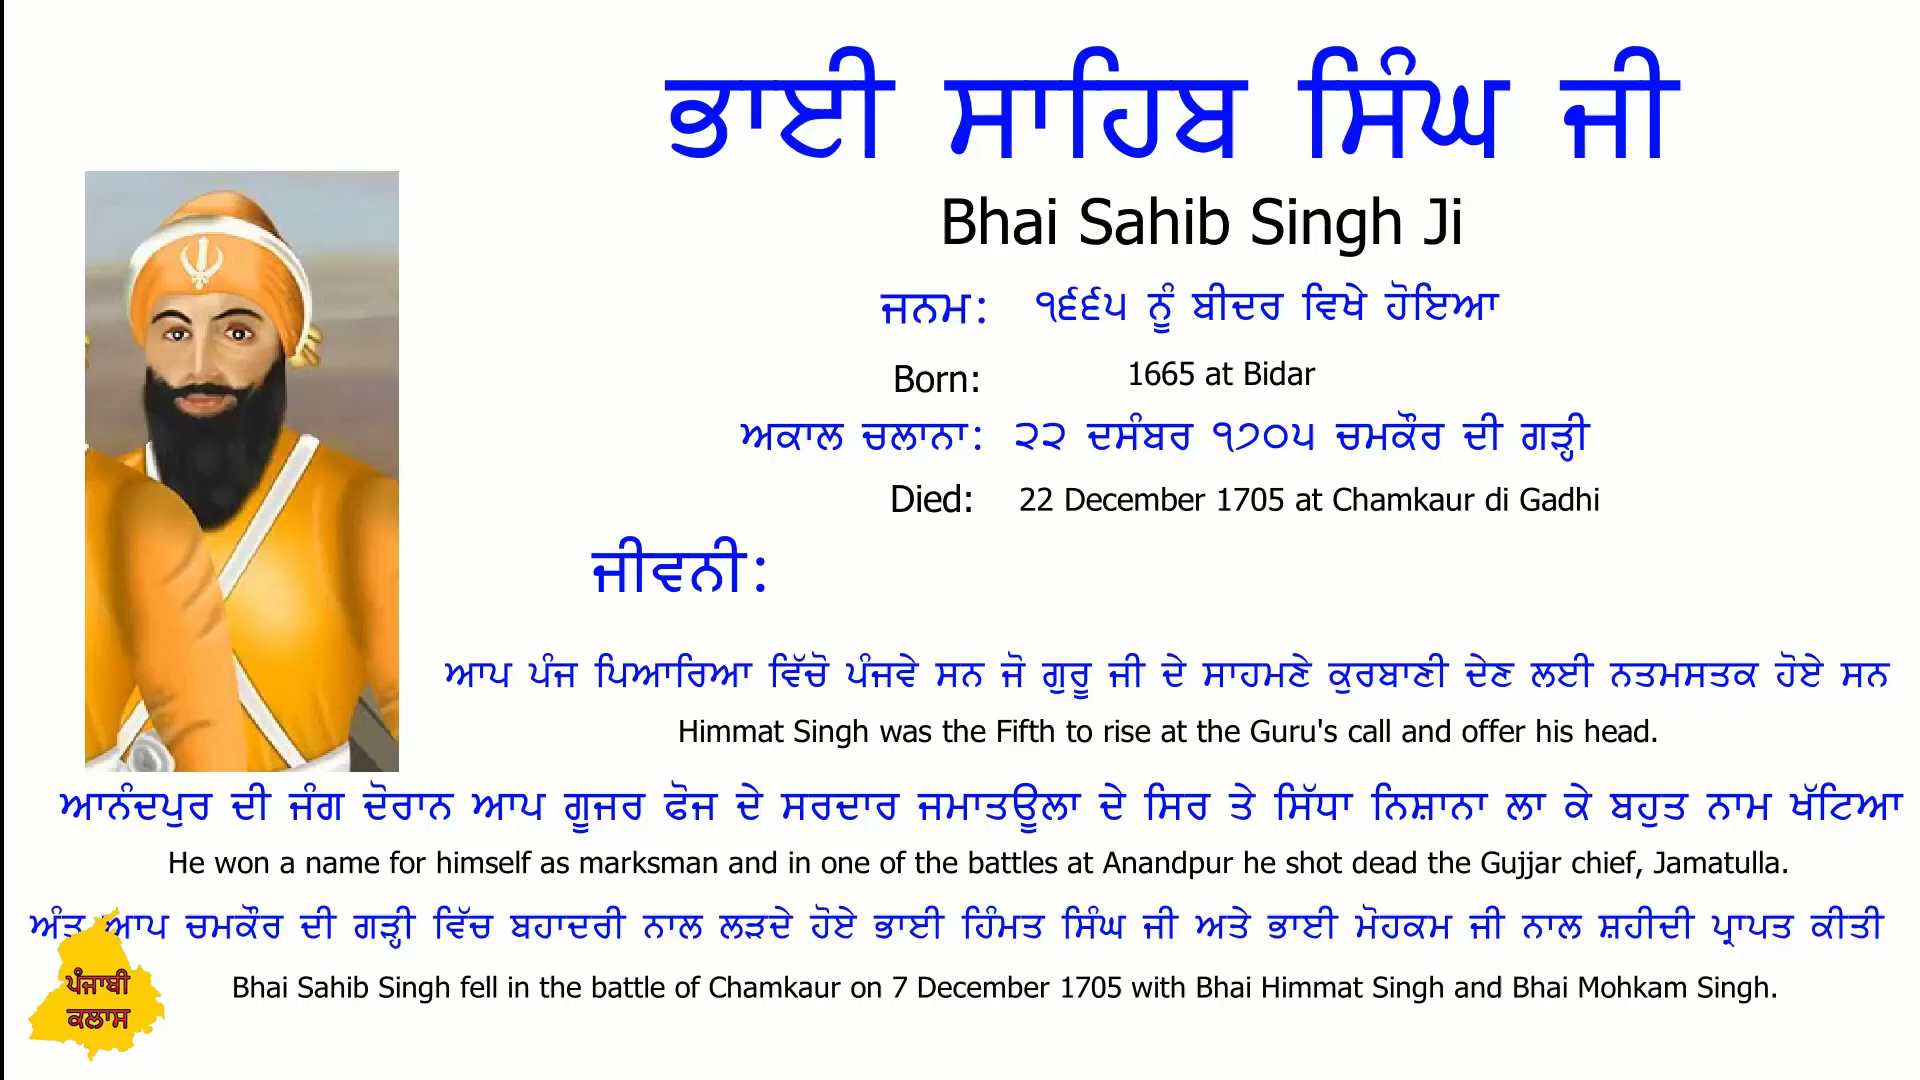 ਭਾਈ ਸਾਹਿਬ ਸਿੰਘ ਜੀ
Bhai Sahib Singh Ji
ਜਨਮ: ੧੬੬੫ ਨੂੰ ਬੀਦਰ ਵਿਖੇ ਹੋਇਆ
Born: 1665 at Bidar
ਅਕਾਲ ਚਲਾਨਾ: ੨੨ ਦਸੰਬਰ ੧੭੦੫ ਚਮਕੌਰ ਦੀ ਗੜ੍ਹੀ
Died: 22 December 1705 at Chamkaur di Gadhi
ਜੀਵਨੀ:
ਆਪ ਪੰਜ ਪਿਆਰਿਆ ਵਿੱਚੋ ਪੰਜਵੇ ਸਨ ਜੋ ਗੁਰੂ ਜੀ ਦੇ ਸਾਹਮਣੇ ਕੁਰਬਾਣੀ ਦੇਣ ਲਈ ਨਤਮਸਤਕ ਹੋਏ ਸਨ
Himmat Singh was the Fifth to rise at the Guru's call and offer his head.
ਆਨੰਦਪੁਰ ਦੀ ਜੰਗ ਦੋਰਾਨ ਆਪ ਗੂਜਰ ਫੋਜ ਦੇ ਸਰਦਾਰ ਜਮਾਤਊਲਾ ਦੇ ਸਿਰ ਤੇ ਸਿੱਧਾ ਨਿਸ਼ਾਨਾ ਲਾ ਕੇ ਬਹੁਤ ਨਾਮ ਖੱਟਿਆ
He won a name for himself as marksman and in one of the battles at Anandpur he shot dead the Gujjar chief, Jamatulla.
ਅੰਤ ਆਪ ਚਮਕੌਰ ਦੀ ਗੜ੍ਹੀ ਵਿੱਚ ਬਹਾਦਰੀ ਨਾਲ ਲੜਦੇ ਹੋਏ ਭਾਈ ਹਿੰਮਤ ਸਿੰਘ ਜੀ ਅਤੇ ਭਾਈ ਮੋਹਕਮ ਜੀ ਨਾਲ ਸ਼ਹੀਦੀ ਪ੍ਰਾਪਤ ਕੀਤੀ
Bhai Sahib Singh fell in the battle of Chamkaur on 7 December 1705 with Bhai Himmat Singh and Bhai Mohkam Singh.
ਪੰਜਾਬੀ
ਕਲਾਸ